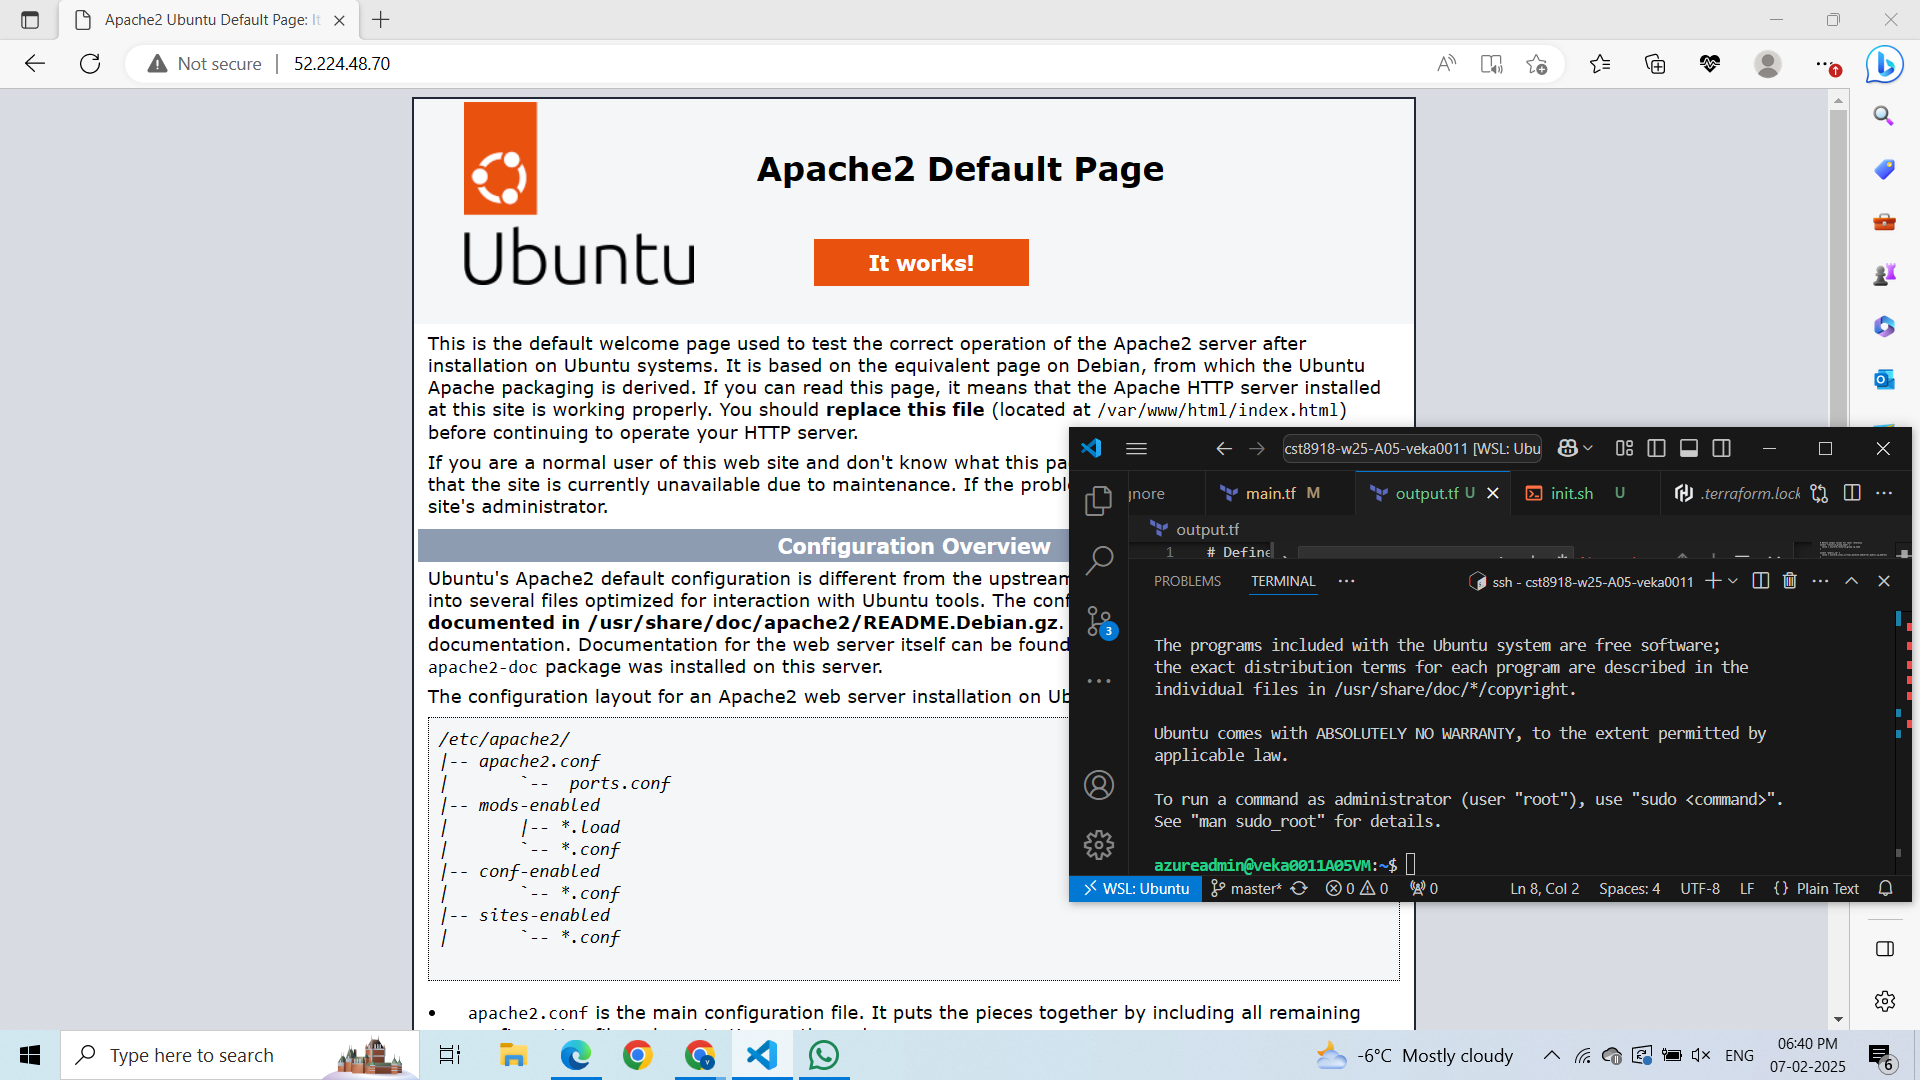 Apache2 Ubuntu Default Page: It
Not secure
52.224.48.70
Ubuntu
Apache2 Default Page
It works!
This is the default welcome page used to test the correct operation of the Apache2 server after
installation on Ubuntu systems. It is based on the equivalent page on Debian, from which the Ubuntu
Apache packaging is derived. If you can read this page, it means that the Apache HTTP server installed
at this site is working properly. You should replace this file (located at /var/www/html/index.html)
before continuing to operate your HTTP server.
If you are a normal user of this web site and don't know what this pa
that the site is currently unavailable due to maintenance. If the proble
site's administrator.
Configuration Overview
Ubuntu's Apache2 default configuration is different from the upstream
into several files optimized for interaction with Ubuntu tools. The conf
documented in /usr/share/doc/apache2/README.Debian.gz.
documentation. Documentation for the web server itself can be found
apache2-doc package was installed on this server.
The configuration layout for an Apache2 web server installation on Ub
/etc/apache2/
|-- apache2.conf
|       `--  ports.conf
|-- mods-enabled
|       |-- *.load
|       `-- *.conf
|-- conf-enabled
|       `-- *.conf
|-- sites-enabled
|       `-- *.conf
apache2.conf is the main configuration file. It puts the pieces together by including all remaining
cst8918-w25-A05-veka0011 [WSL: Ubu
gnore
main.tf M
output.tf U
init.sh U
.terraform.lock
output.tf
1 # Define
PROBLEMS
TERMINAL
ssh - cst8918-w25-A05-veka0011
3
The programs included with the Ubuntu system are free software;
the exact distribution terms for each program are described in the
individual files in /usr/share/doc/*/copyright.
Ubuntu comes with ABSOLUTELY NO WARRANTY, to the extent permitted by
applicable law.
To run a command as administrator (user "root"), use "sudo <command>".
See "man sudo_root" for details.
azureadmin@veka0011A05VM:~$
WSL: Ubuntu
master*
0
0
0
Ln 8, Col 2
Spaces: 4
UTF-8
LF
{} Plain Text
Type here to search
-6°C Mostly cloudy
ENG
06:40 PM
07-02-2025
6